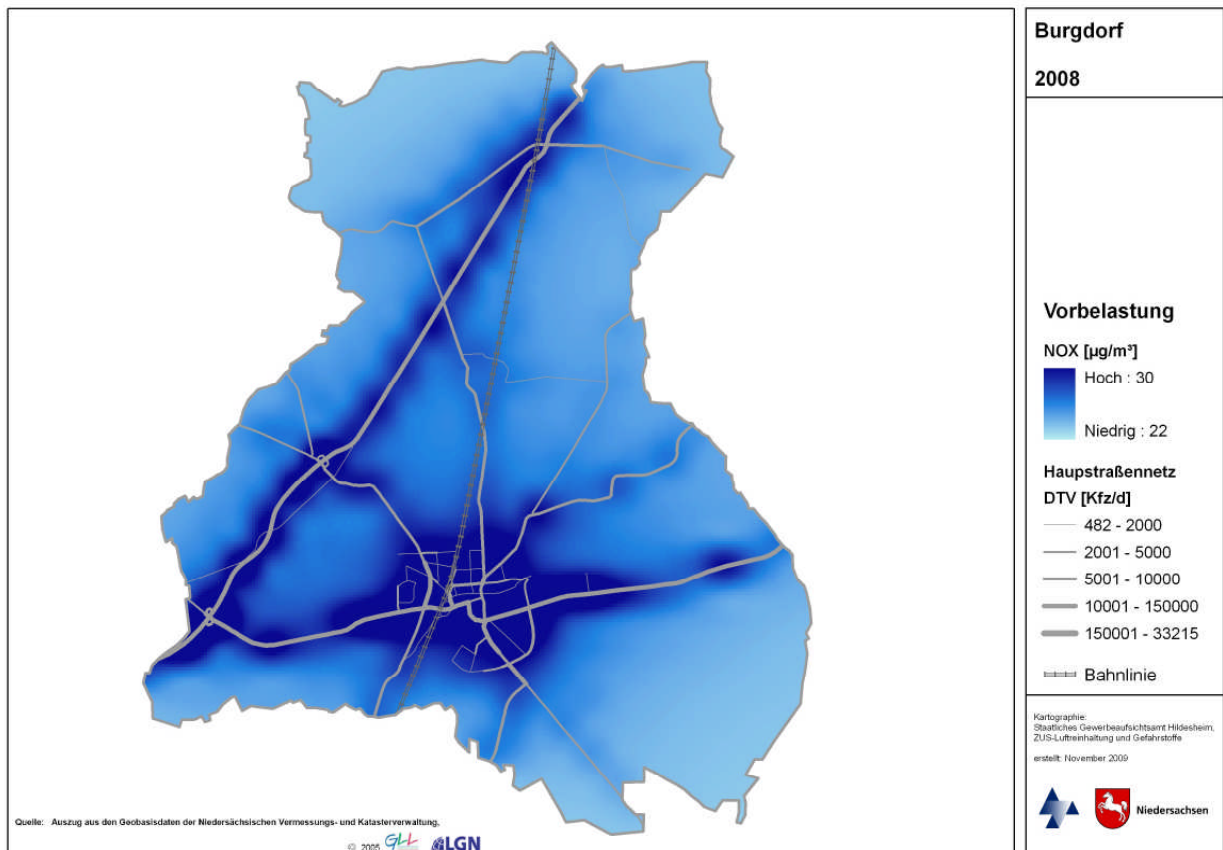 Burgdorf
2008
Vorbelastung
NOX [µg/m³]
Hoch : 30
Niedrig : 22
Haupstraßennetz
DTV [Kfz/d]
482 - 2000
2001 - 5000
5001 - 10000
10001 - 150000
150001 - 33215
Bahnlinie
Kartographie:
Staatliches Gewerbeaufsichtsamt Hildesheim,
ZUS-Luftreinhaltung und Gefahrstoffe
erstellt: November 2009
Niedersachsen
Quelle: Auszug aus den Geobasisdaten der Niedersächsischen Vermessungs- und Katasterverwaltung,
© 2005 GLL LGN